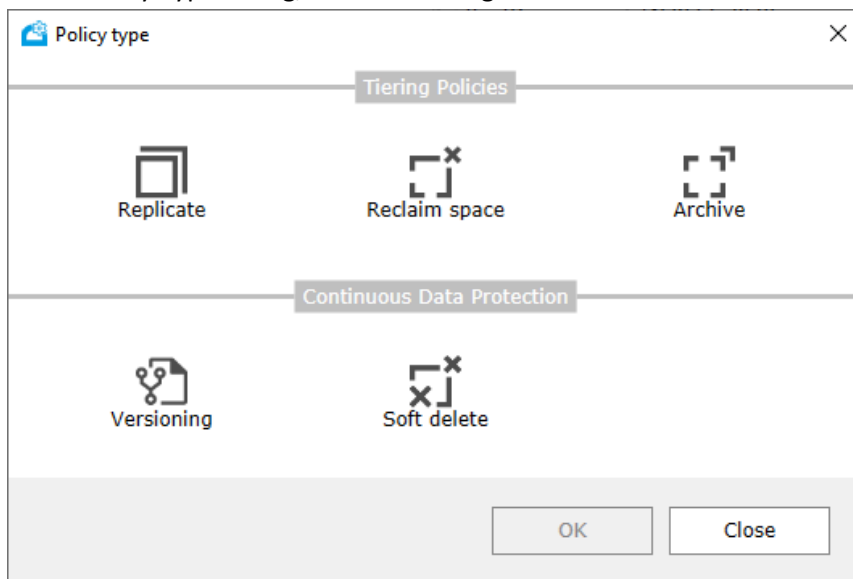 Policy type
Tiering Policies
Replicate
Reclaim space
Archive
Continuous Data Protection
Versioning
Soft delete
OK
Close